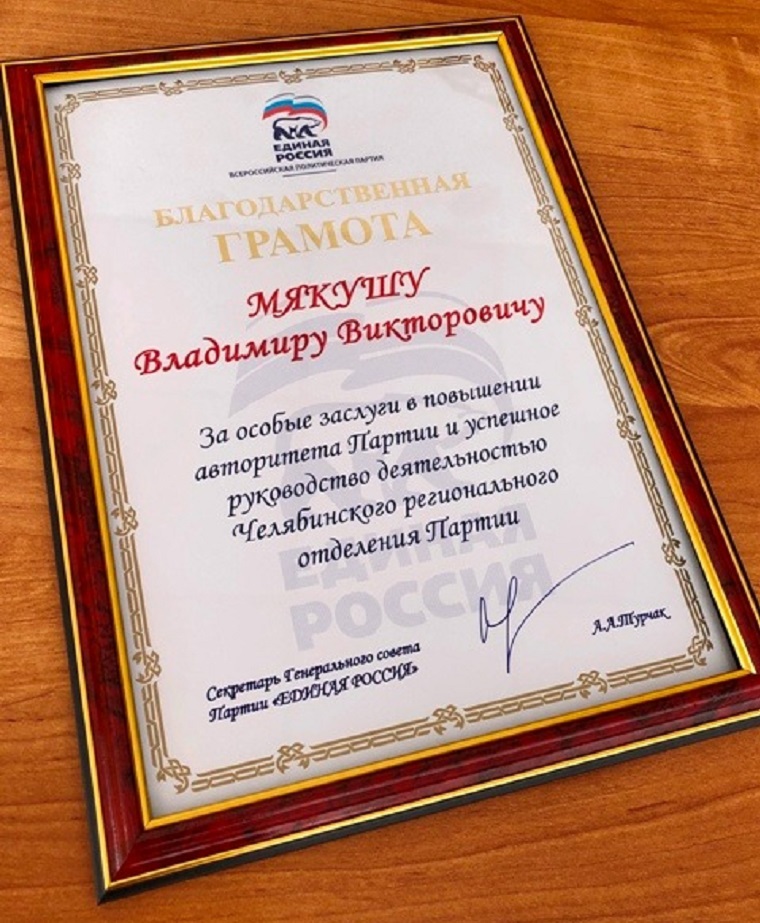 ЕДИНАЯ
РОССИЯ
ВСЕРОССИЙСКАЯ ПОЛИТИЧЕСКАЯ ПАРТИЯ
БЛАГОДАРСТВЕННАЯ
ГРАМОТА
МЯКУШУ
Владимиру Викторовичу
За особые заслуги в повышении
авторитета Партии и успешное
руководство деятельностью
Челябинского регионального
отделения Партии
ЕДИНАЯ
РОССИЯ
Секретарь Генерального совета
Партии «ЕДИНАЯ РОССИЯ»
А.А.Турчак